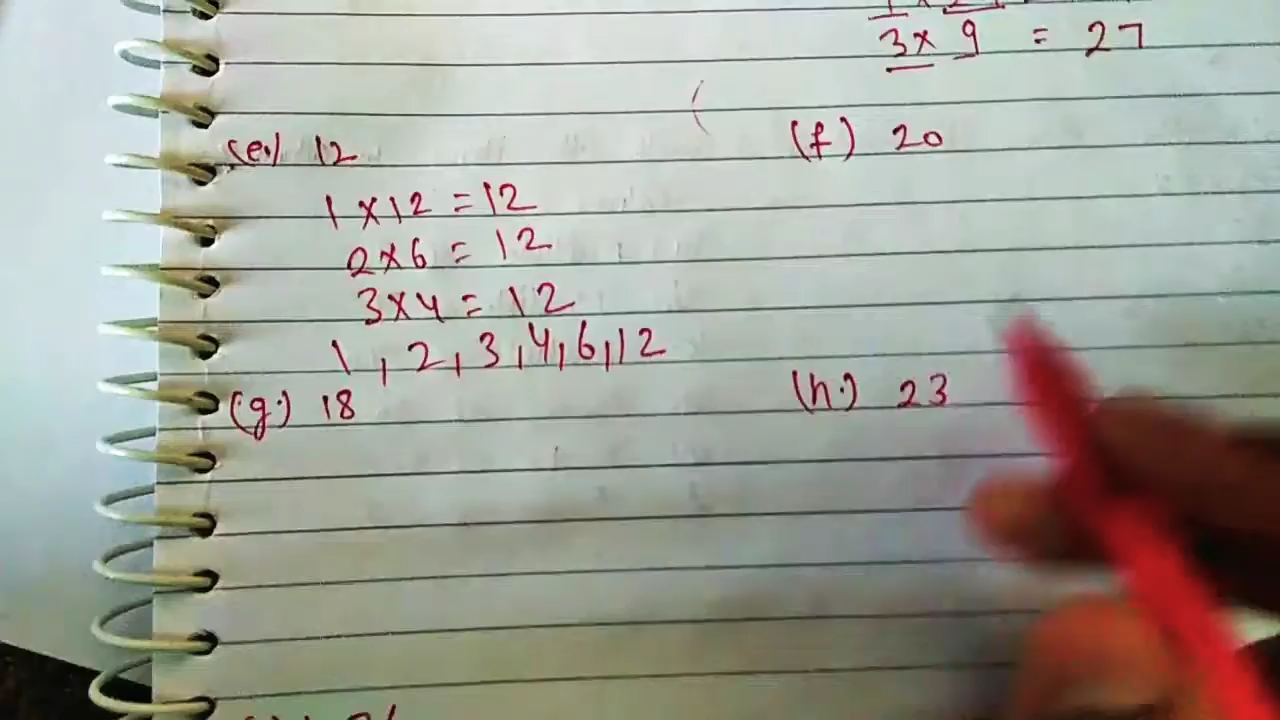 3 x 9 = 27
(e.) 12
(f) 20
1 x 12 = 12
2 x 6 = 12
3 x 4 = 12
1, 2, 3, 4, 6, 12
(g.) 18
(h.) 23